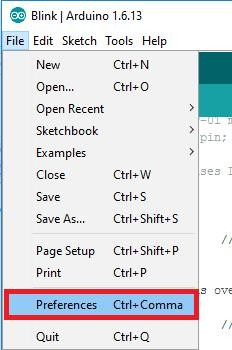 Blink | Arduino 1.6.13
File Edit Sketch Tools Help
New Ctrl+N
Open... Ctrl+O
Open Recent
Sketchbook
Examples
Close Ctrl+W
Save Ctrl+S
Save As... Ctrl+Shift+S
Page Setup Ctrl+Shift+P
Print Ctrl+P
Preferences Ctrl+Comma
Quit Ctrl+Q
-01 m
pin;
ises
//
s ove
//